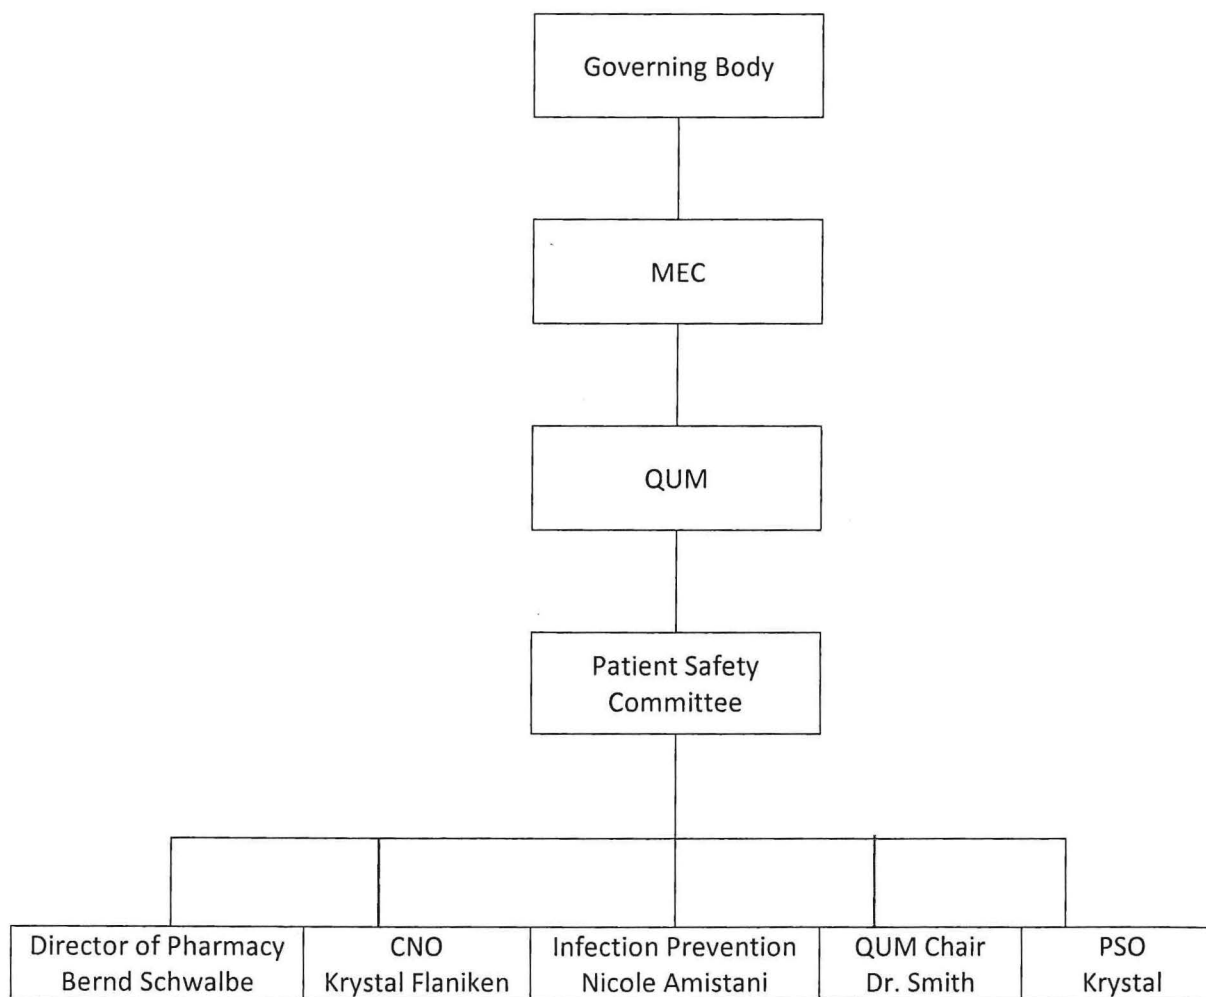 Governing Body
MEC
QUM
Patient Safety
Committee
Director of Pharmacy
Bernd Schwalbe
CNO
Krystal Flaniken
Infection Prevention
Nicole Amistani
QUM Chair
Dr. Smith
PSO
Krystal